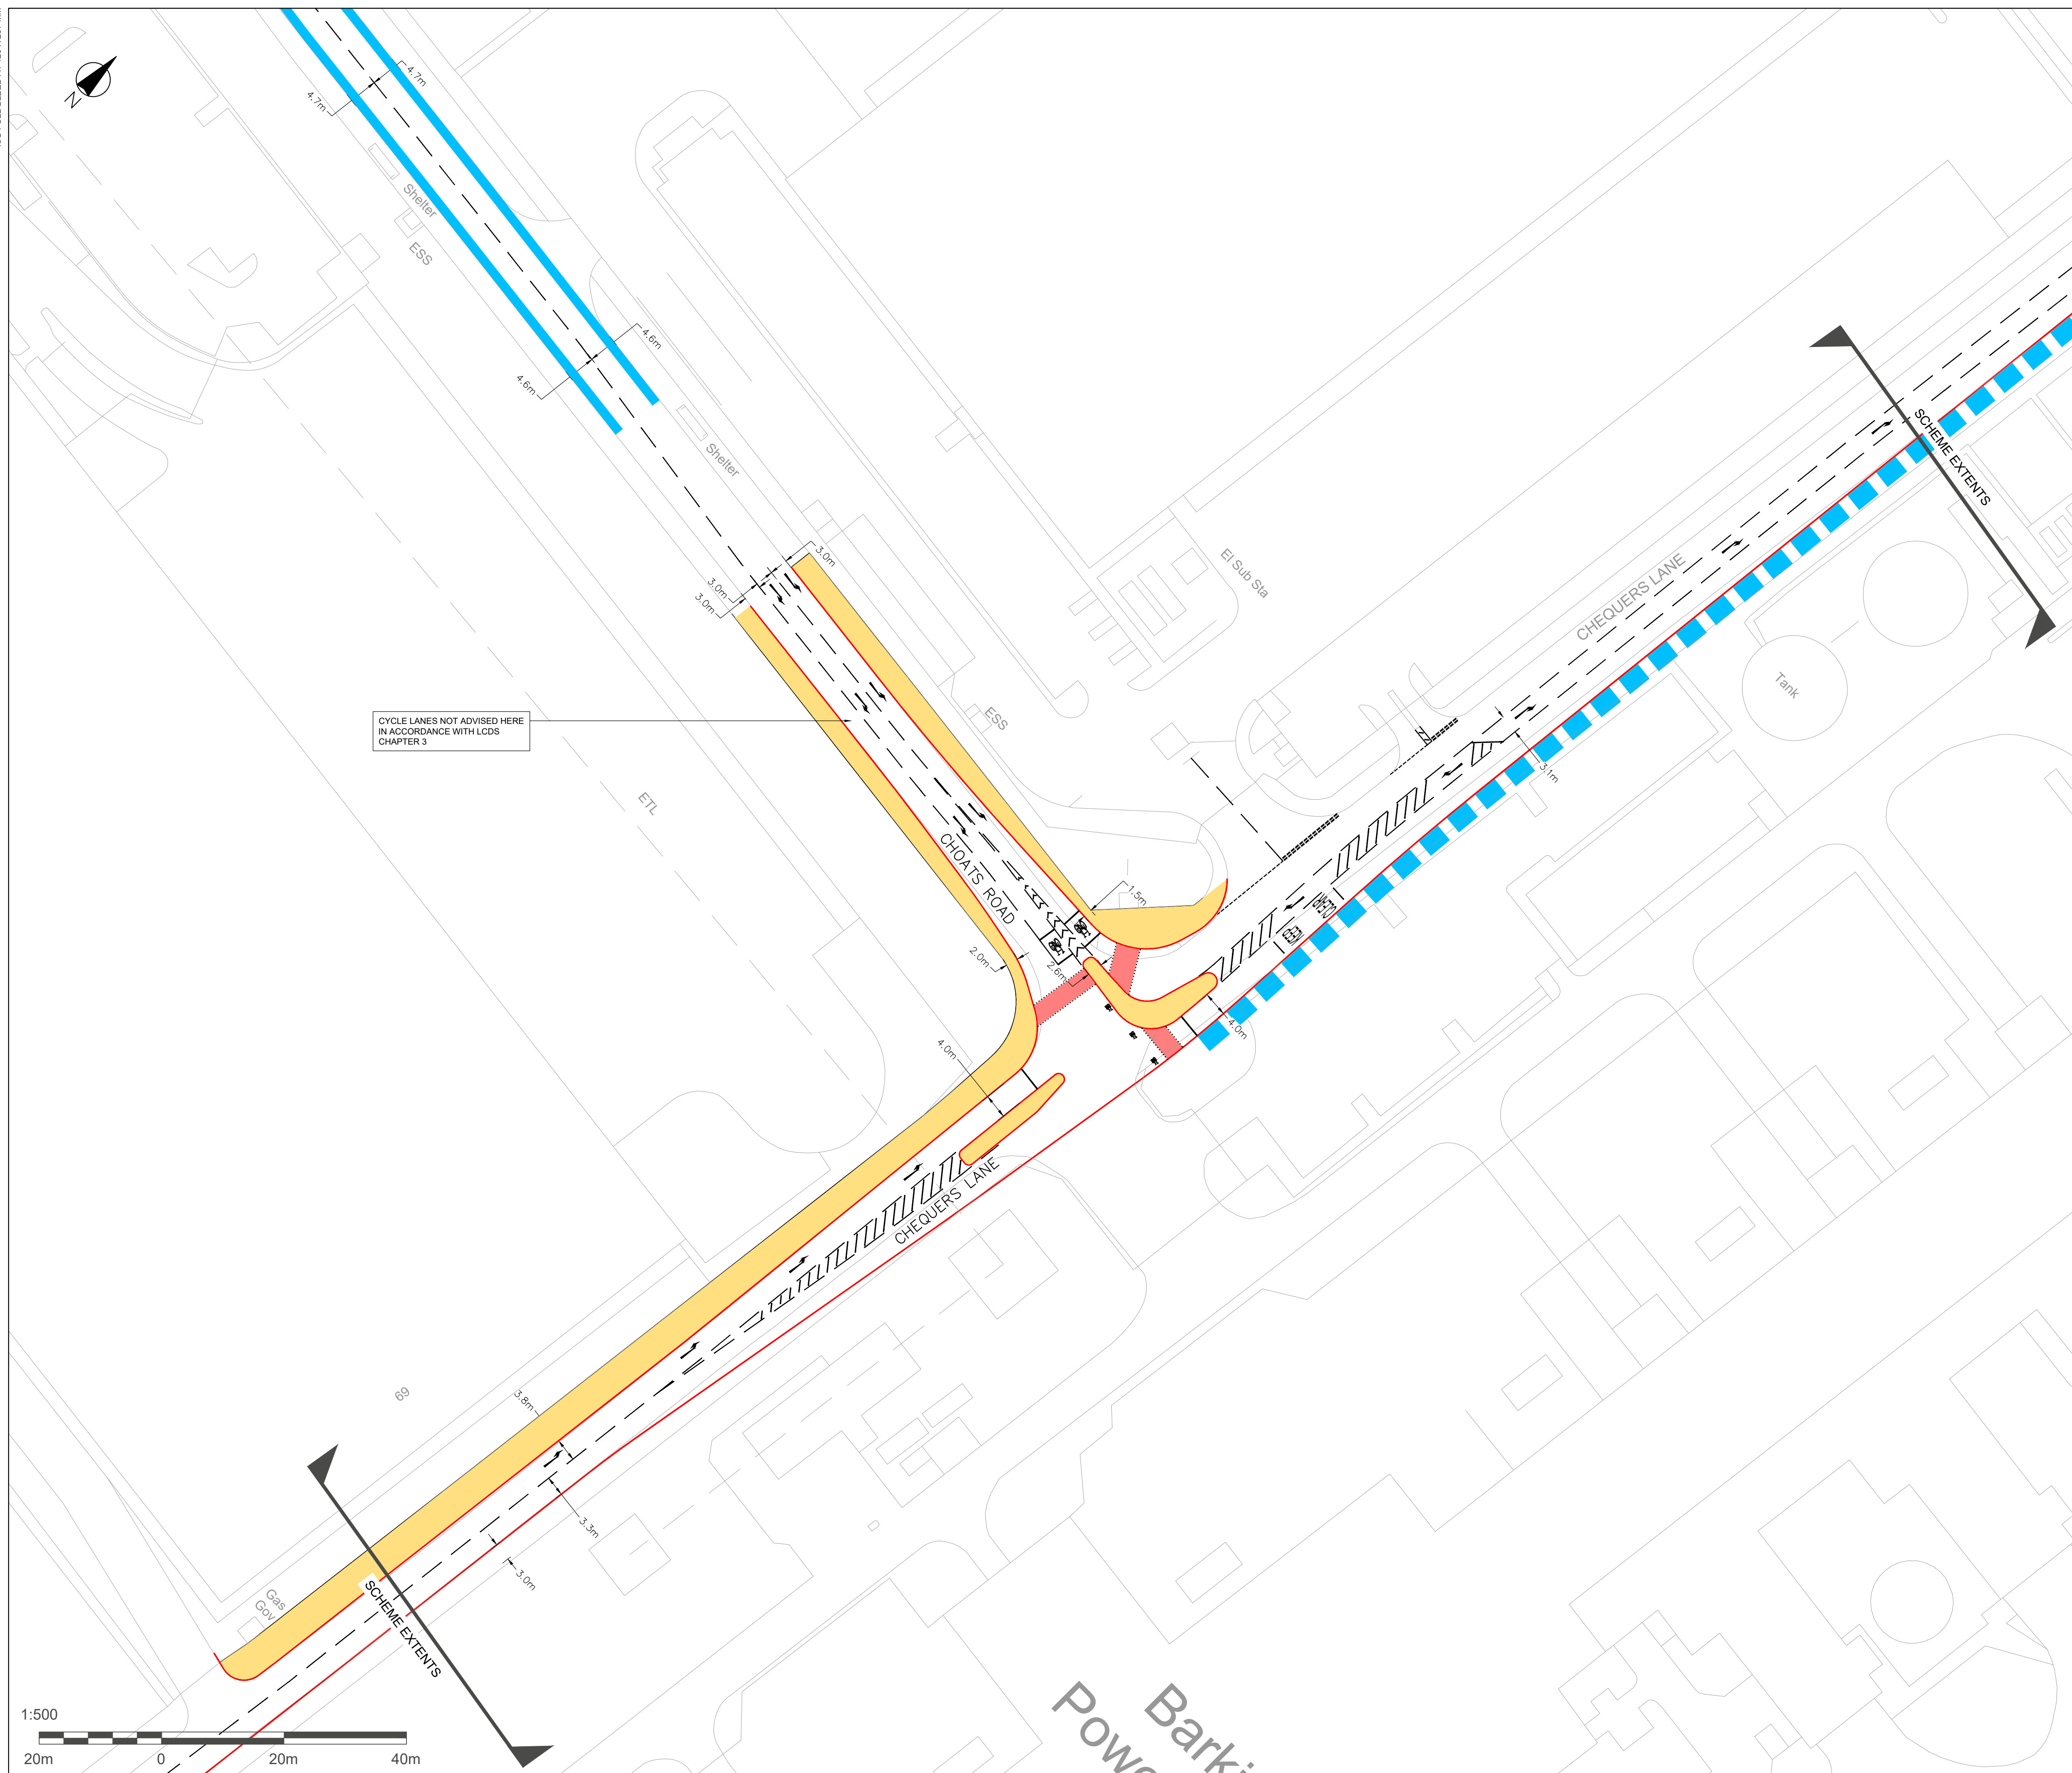 N
4.7m
4.7m
Shelter
ESS
4.6m
4.6m
Shelter
SCHEME EXTENTS
El Sub Sta
CHEQUERS LANE
3.0m
3.0m
3.0m
Tank
CYCLE LANES NOT ADVISED HERE
IN ACCORDANCE WITH LCDS
CHAPTER 3
ESS
3.1m
ETL
CHOATS ROAD
1.5m
KEEP
CLEAR
2.0m
2.6m
4.0m
4.0m
CHEQUERS LANE
69
3.8m
3.3m
3.0m
Gas
Gov
SCHEME EXTENTS
Barki
Powe
1:500
20m
0
20m
40m